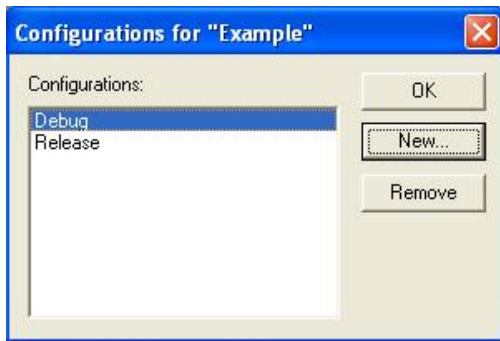 Configurations for "Example"
Configurations:
OK
Debug
Release
New...
Remove